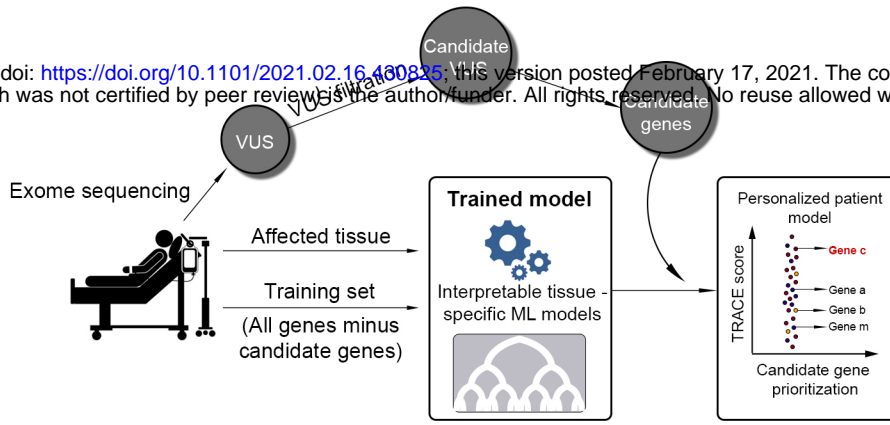 Candidate
VUS
doi: https://doi.org/10.1101/2021.02.16.430825; this version posted February 17, 2021. The co
h was not certified by peer review) is the author/funder. All rights reserved. No reuse allowed w
VUS filtration
Candidate
genes
VUS
Exome sequencing
Affected tissue
Training set
(All genes minus
candidate genes)
Trained model
Interpretable tissue -
specific ML models
Personalized patient
model
TRACE score
Gene c
Gene a
Gene b
Gene m
Candidate gene
prioritization